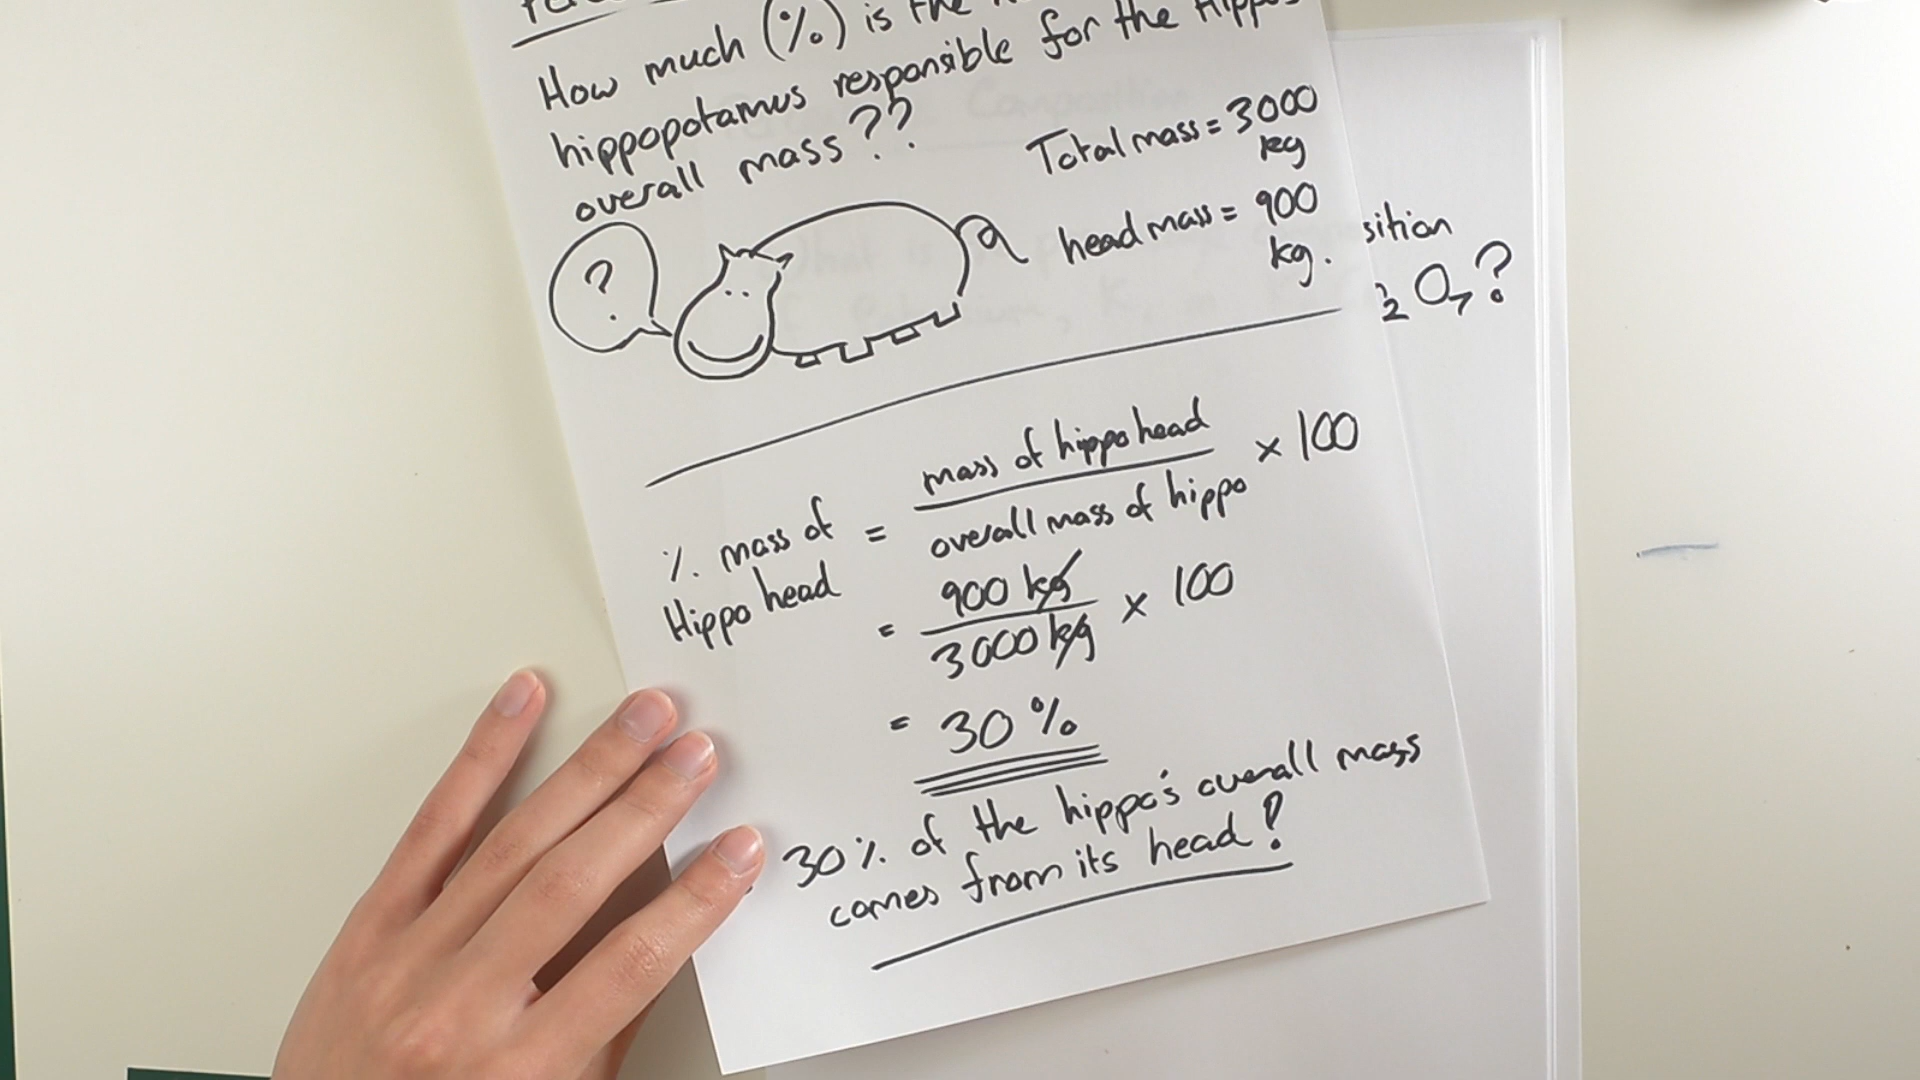 How much (%) is the
hippopotamus responsible for the Hippo's
overall mass??
Total mass = 3000
kg
head mass = 900
kg.
?
sition
2 O7?
% mass of
Hippo head
= mass of hippo head
overall mass of hippo
× 100
= 900 kg
3000 kg
× 100
= 30%
30% of the hippo's overall mass
comes from its head!